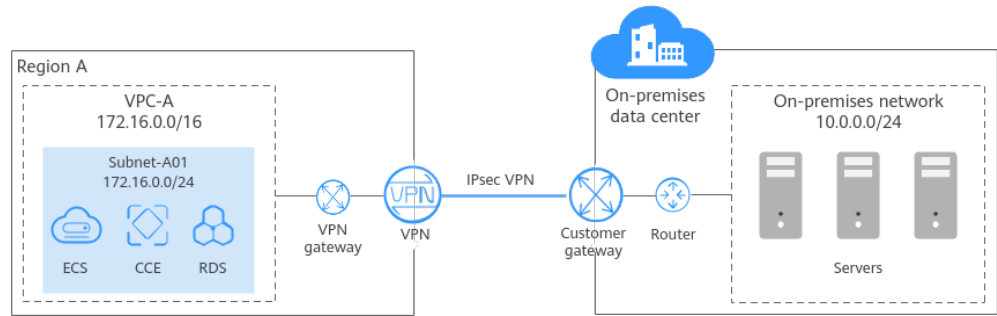 Region A
VPC-A
172.16.0.0/16
Subnet-A01
172.16.0.0/24
ECS
CCE
RDS
VPN
gateway
VPN
VPN
IPsec VPN
Customer
gateway
Router
On-premises
data center
On-premises network
10.0.0.0/24
Servers